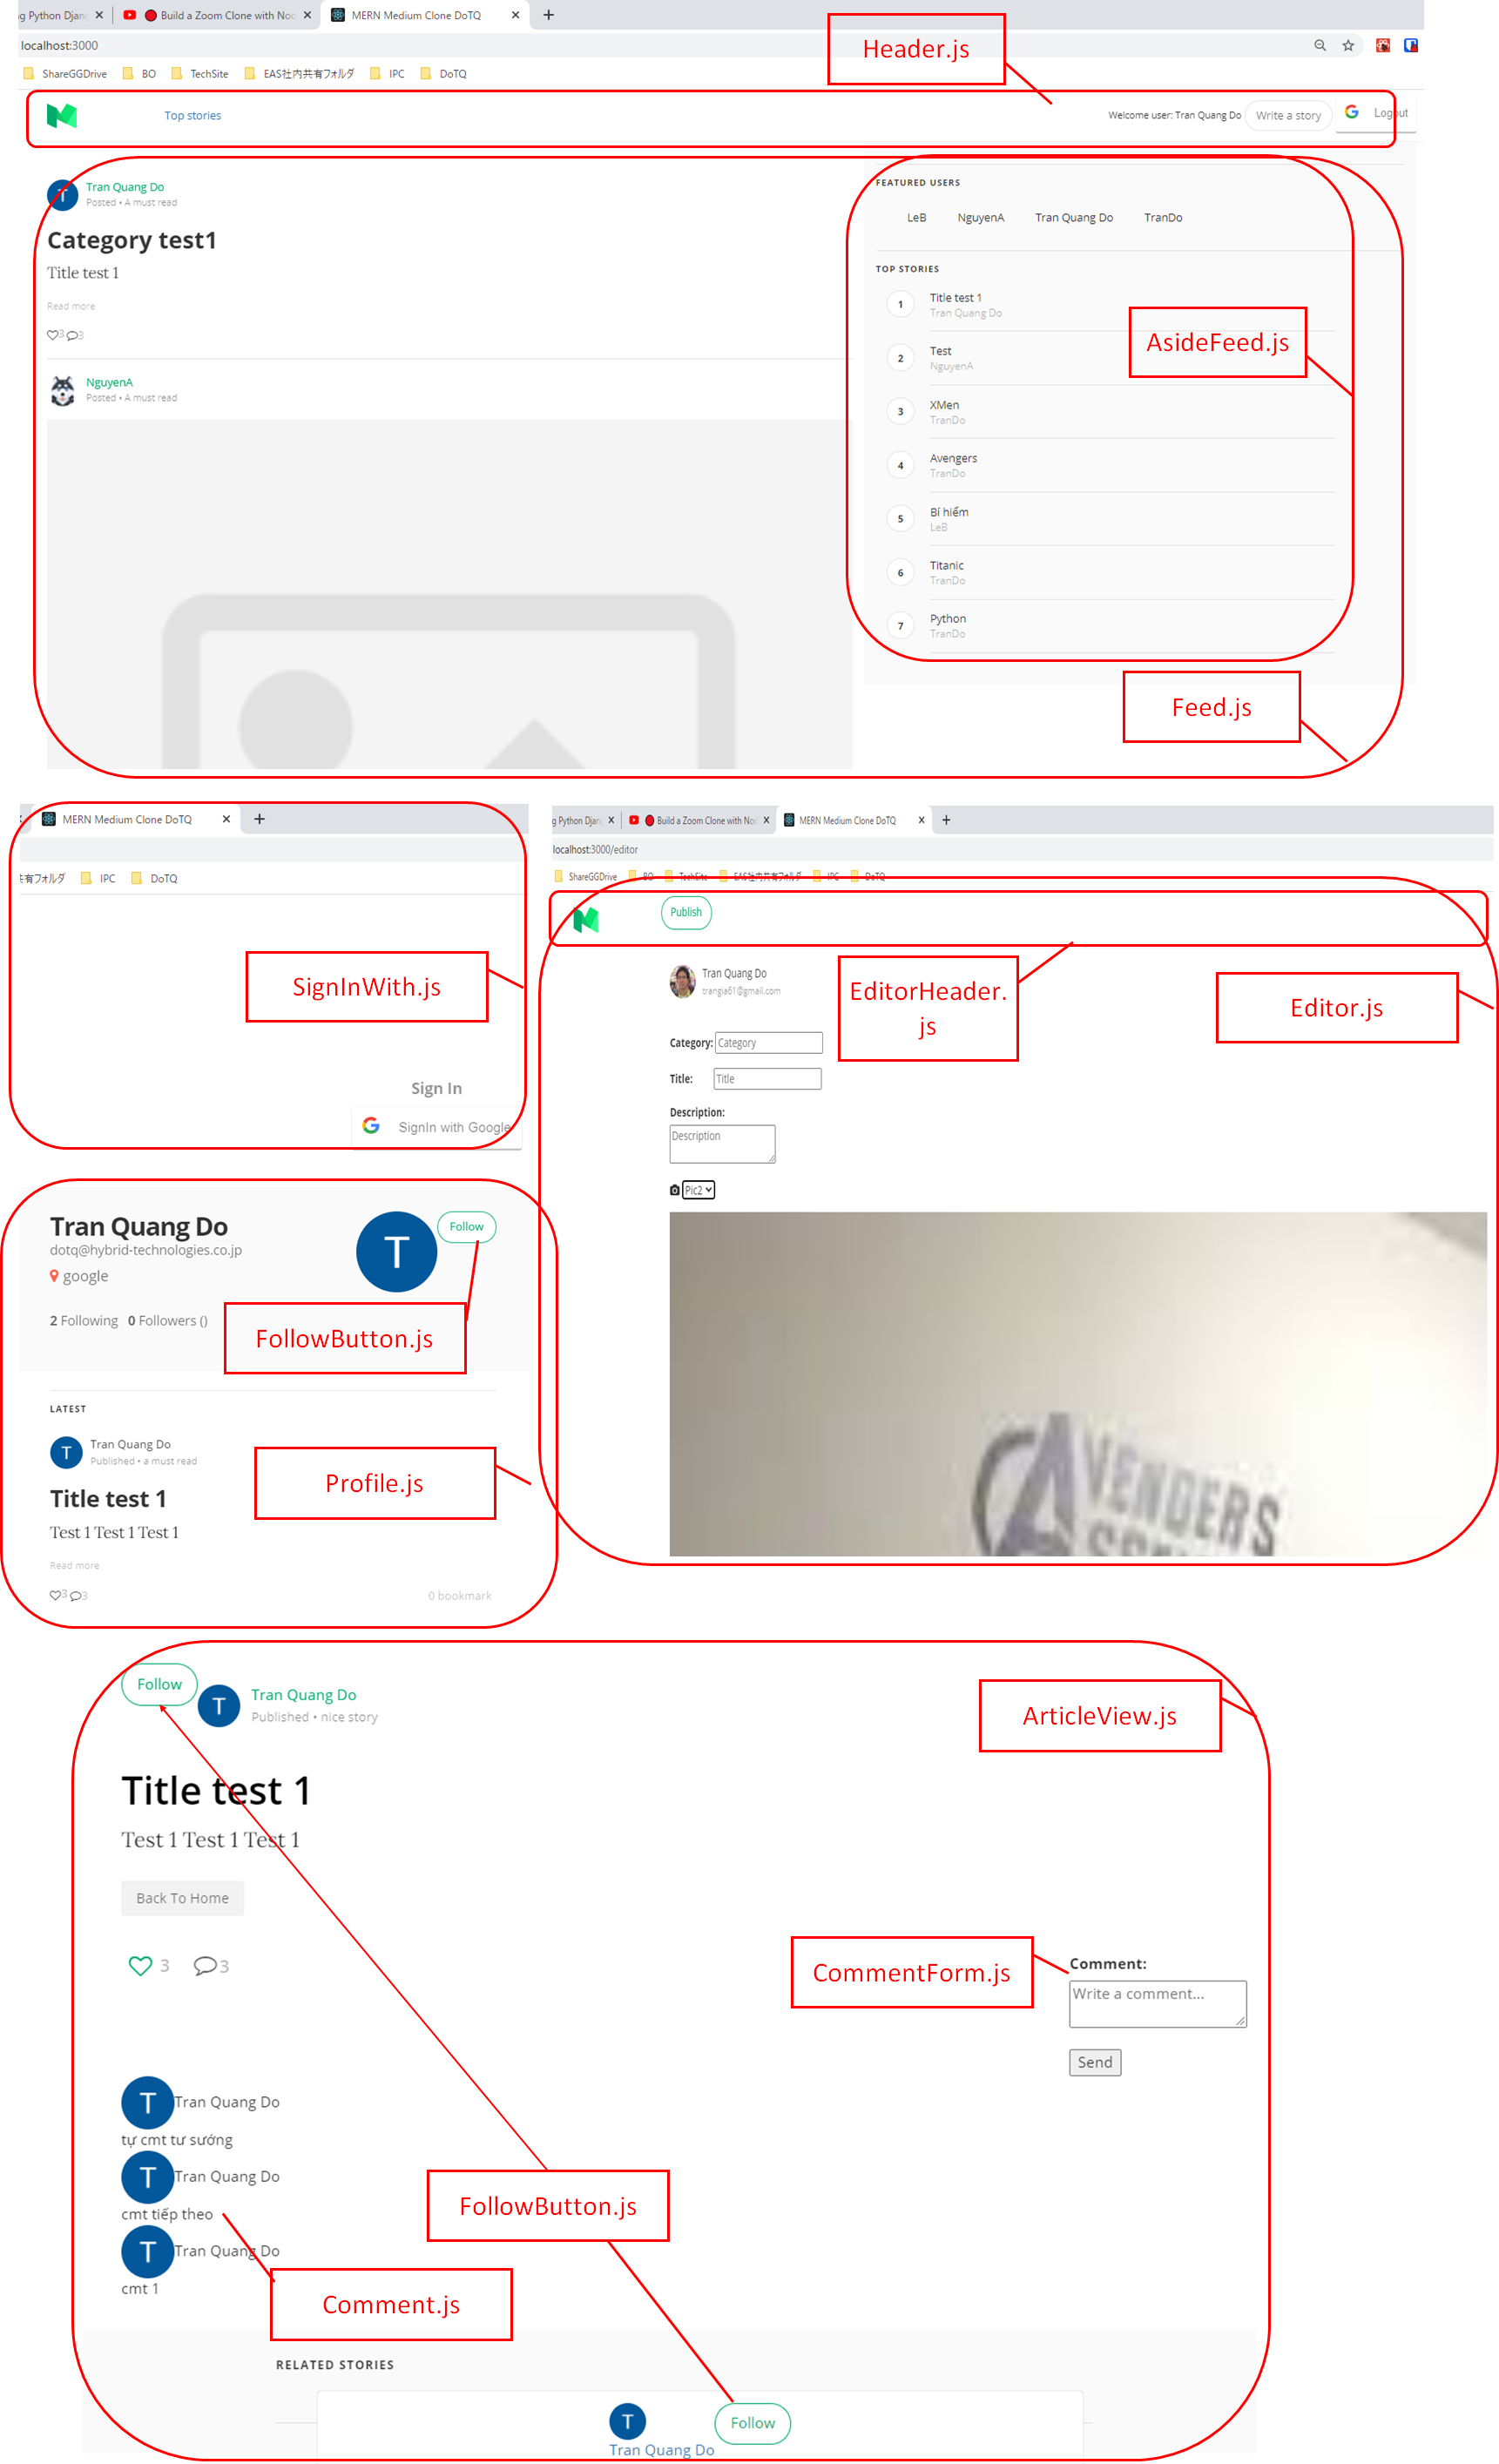 g Python Djan
Build a Zoom Clone with No
MERN Medium Clone DoTQ
Header.js
localhost:3000
ShareGGDrive BO TechSite EAS社内共有フォルダ IPC DoTQ
Top stories
Welcome user: Tran Quang Do
Write a story
Logout
Tran Quang Do
Posted • A must read
Category test1
Title test 1
Read more
3 3
NguyenA
Posted • A must read
FEATURED USERS
LeB NguyenA Tran Quang Do TranDo
TOP STORIES
1 Title test 1
Tran Quang Do
AsideFeed.js
2 Test
NguyenA
3 XMen
TranDo
4 Avengers
TranDo
5 Bí hiểm
LeB
6 Titanic
TranDo
7 Python
TranDo
Feed.js
MERN Medium Clone DoTQ
共有フォルダ IPC DoTQ
SignInWith.js
Sign In
SignIn with Google
g Python Djan
Build a Zoom Clone with No
MERN Medium Clone DoTQ
localhost:3000/editor
ShareGGDrive BO TechSite EAS社内共有フォルダ IPC DoTQ
Publish
Tran Quang Do
trangia61@gmail.com
EditorHeader.
js
Editor.js
Category: Category
Title: Title
Description:
Description
Pic2
AVENGERS
Tran Quang Do
dotq@hybrid-technologies.co.jp
google
2 Following 0 Followers ()
T
Follow
FollowButton.js
LATEST
T
Tran Quang Do
Published • a must read
Profile.js
Title test 1
Test 1 Test 1 Test 1
Read more
3 3
0 bookmark
Follow
T
Tran Quang Do
Published • nice story
ArticleView.js
Title test 1
Test 1 Test 1 Test 1
Back To Home
3 3
CommentForm.js
Comment:
Write a comment...
Send
T Tran Quang Do
tự cmt tư sướng
T Tran Quang Do
cmt tiếp theo
T Tran Quang Do
cmt 1
FollowButton.js
Comment.js
RELATED STORIES
T
Follow
Tran Quang Do